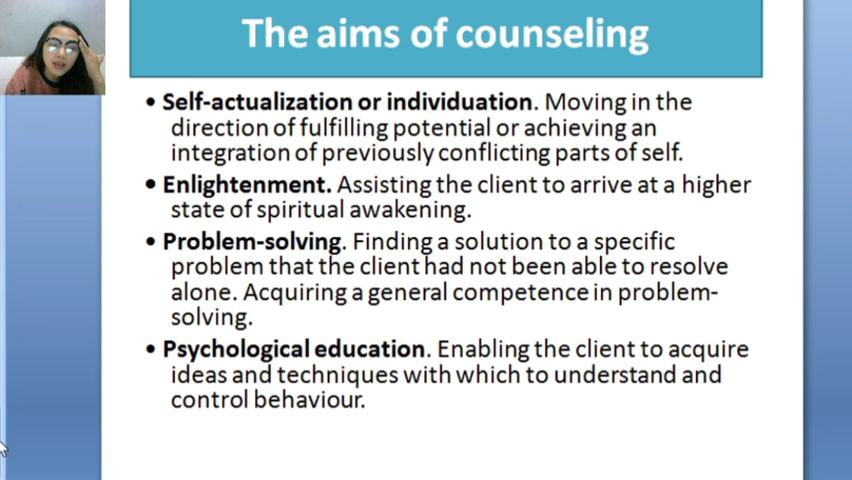 The aims of counseling
• Self-actualization or individuation. Moving in the
direction of fulfilling potential or achieving an
integration of previously conflicting parts of self.
• Enlightenment. Assisting the client to arrive at a higher
state of spiritual awakening.
• Problem-solving. Finding a solution to a specific
problem that the client had not been able to resolve
alone. Acquiring a general competence in problem-
solving.
• Psychological education. Enabling the client to acquire
ideas and techniques with which to understand and
control behaviour.